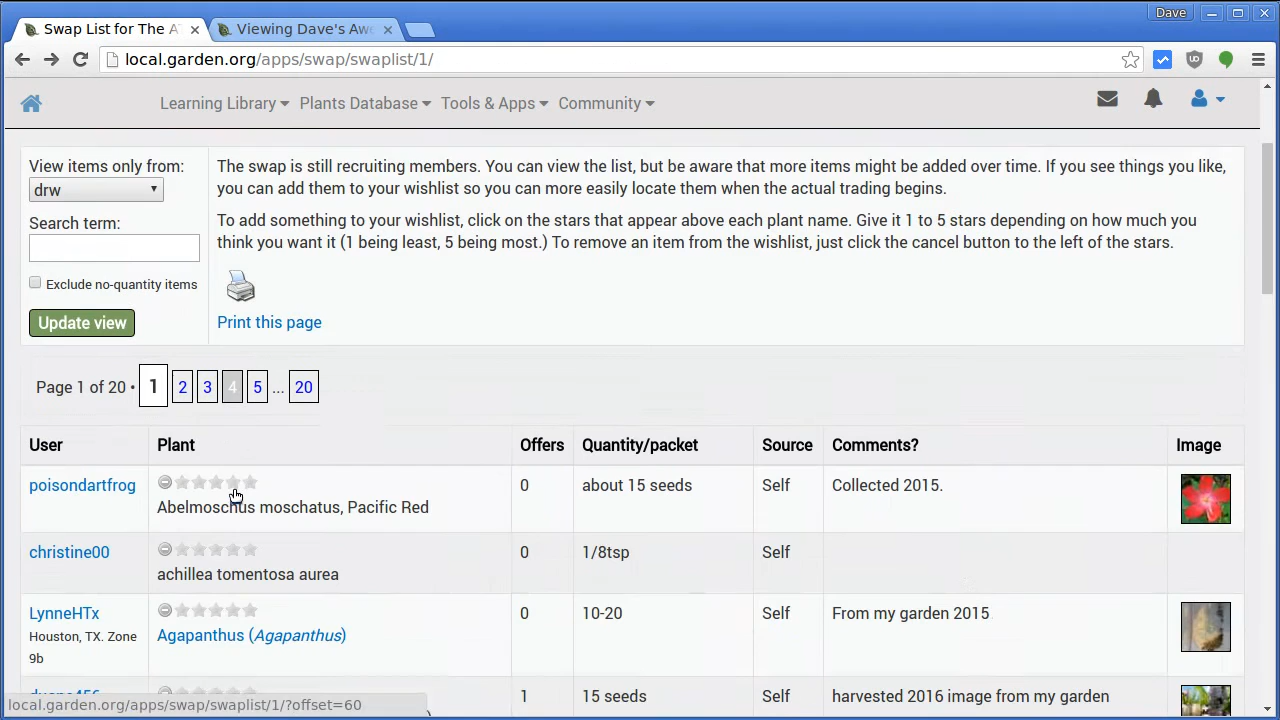 Dave
Swap List for The A
Viewing Dave's Awe
local.garden.org/apps/swap/swaplist/1/
Learning Library Plants Database Tools & Apps Community
View items only from:
drw
Search term:
Exclude no-quantity items
Update view
The swap is still recruiting members. You can view the list, but be aware that more items might be added over time. If you see things you like,
you can add them to your wishlist so you can more easily locate them when the actual trading begins.
To add something to your wishlist, click on the stars that appear above each plant name. Give it 1 to 5 stars depending on how much you
think you want it (1 being least, 5 being most.) To remove an item from the wishlist, just click the cancel button to the left of the stars.
Print this page
Page 1 of 20 • 1 2 3 4 5 ... 20
User Plant Offers Quantity/packet Source Comments? Image
poisondartfrog Abelmoschus moschatus, Pacific Red 0 about 15 seeds Self Collected 2015.
christine00 achillea tomentosa aurea 0 1/8tsp Self
LynneHTx Agapanthus (Agapanthus) 0 10-20 Self From my garden 2015
Houston, TX. Zone
9b
1 15 seeds Self harvested 2016 image from my garden
local.garden.org/apps/swap/swaplist/1/?offset=60